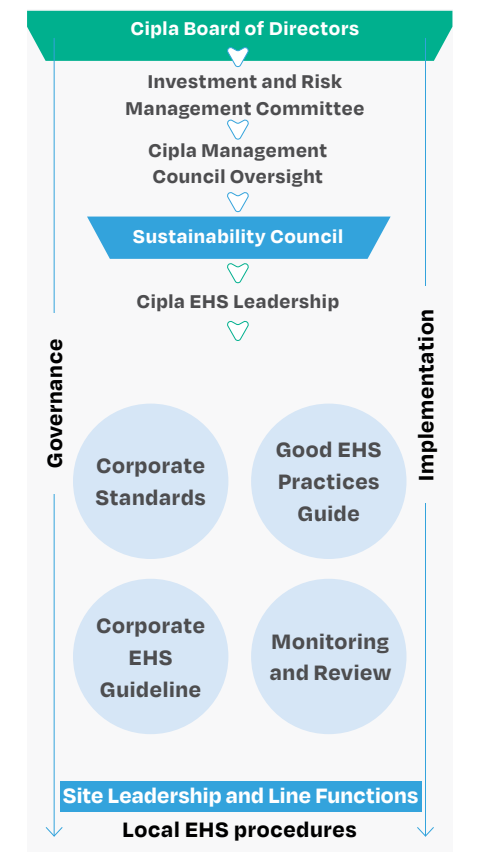 Cipla Board of Directors
Investment and Risk
Management Committee
Cipla Management
Council Oversight
Sustainability Council
Cipla EHS Leadership
Governance
Implementation
Corporate
Standards
Good EHS
Practices
Guide
Corporate
EHS
Guideline
Monitoring
and Review
Site Leadership and Line Functions
Local EHS procedures